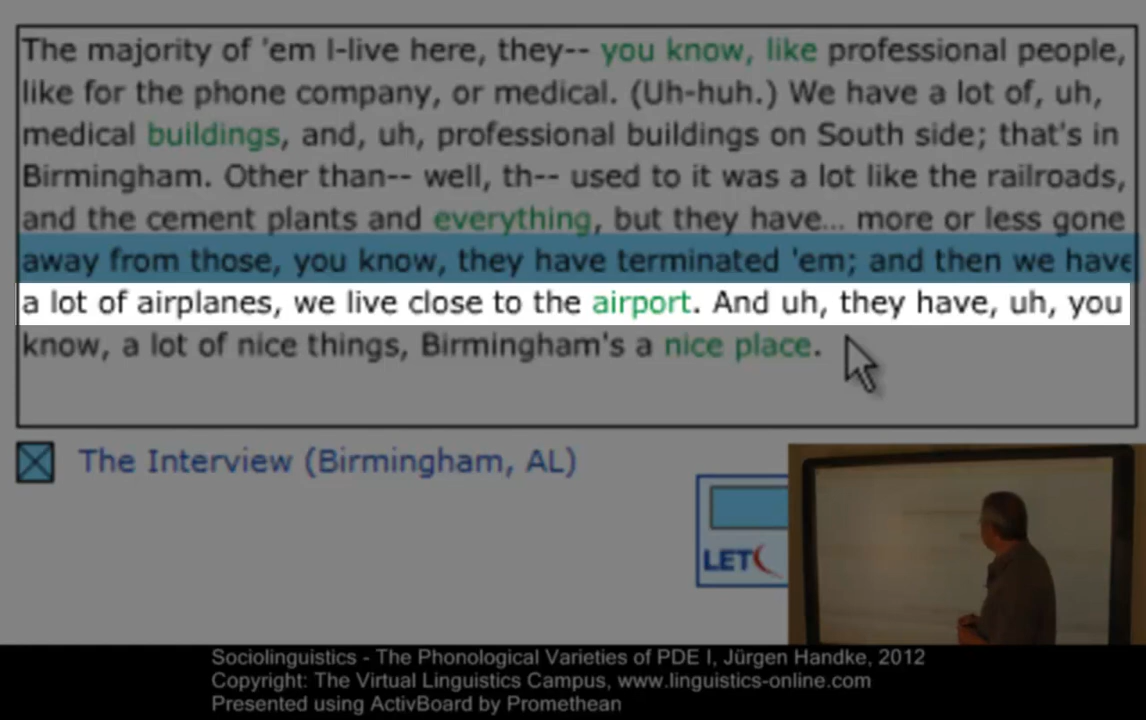 The majority of 'em I-live here, they-- you know, like professional people,
like for the phone company, or medical. (Uh-huh.) We have a lot of, uh,
medical buildings, and, uh, professional buildings on South side; that's in
Birmingham. Other than-- well, th-- used to it was a lot like the railroads,
and the cement plants and everything, but they have... more or less gone
away from those, you know, they have terminated 'em; and then we have
a lot of airplanes, we live close to the airport. And uh, they have, uh, you
know, a lot of nice things, Birmingham's a nice place.
The Interview (Birmingham, AL)
LET
Sociolinguistics - The Phonological Varieties of PDE I, Jürgen Handke, 2012
Copyright: The Virtual Linguistics Campus, www.linguistics-online.com
Presented using ActivBoard by Promethean